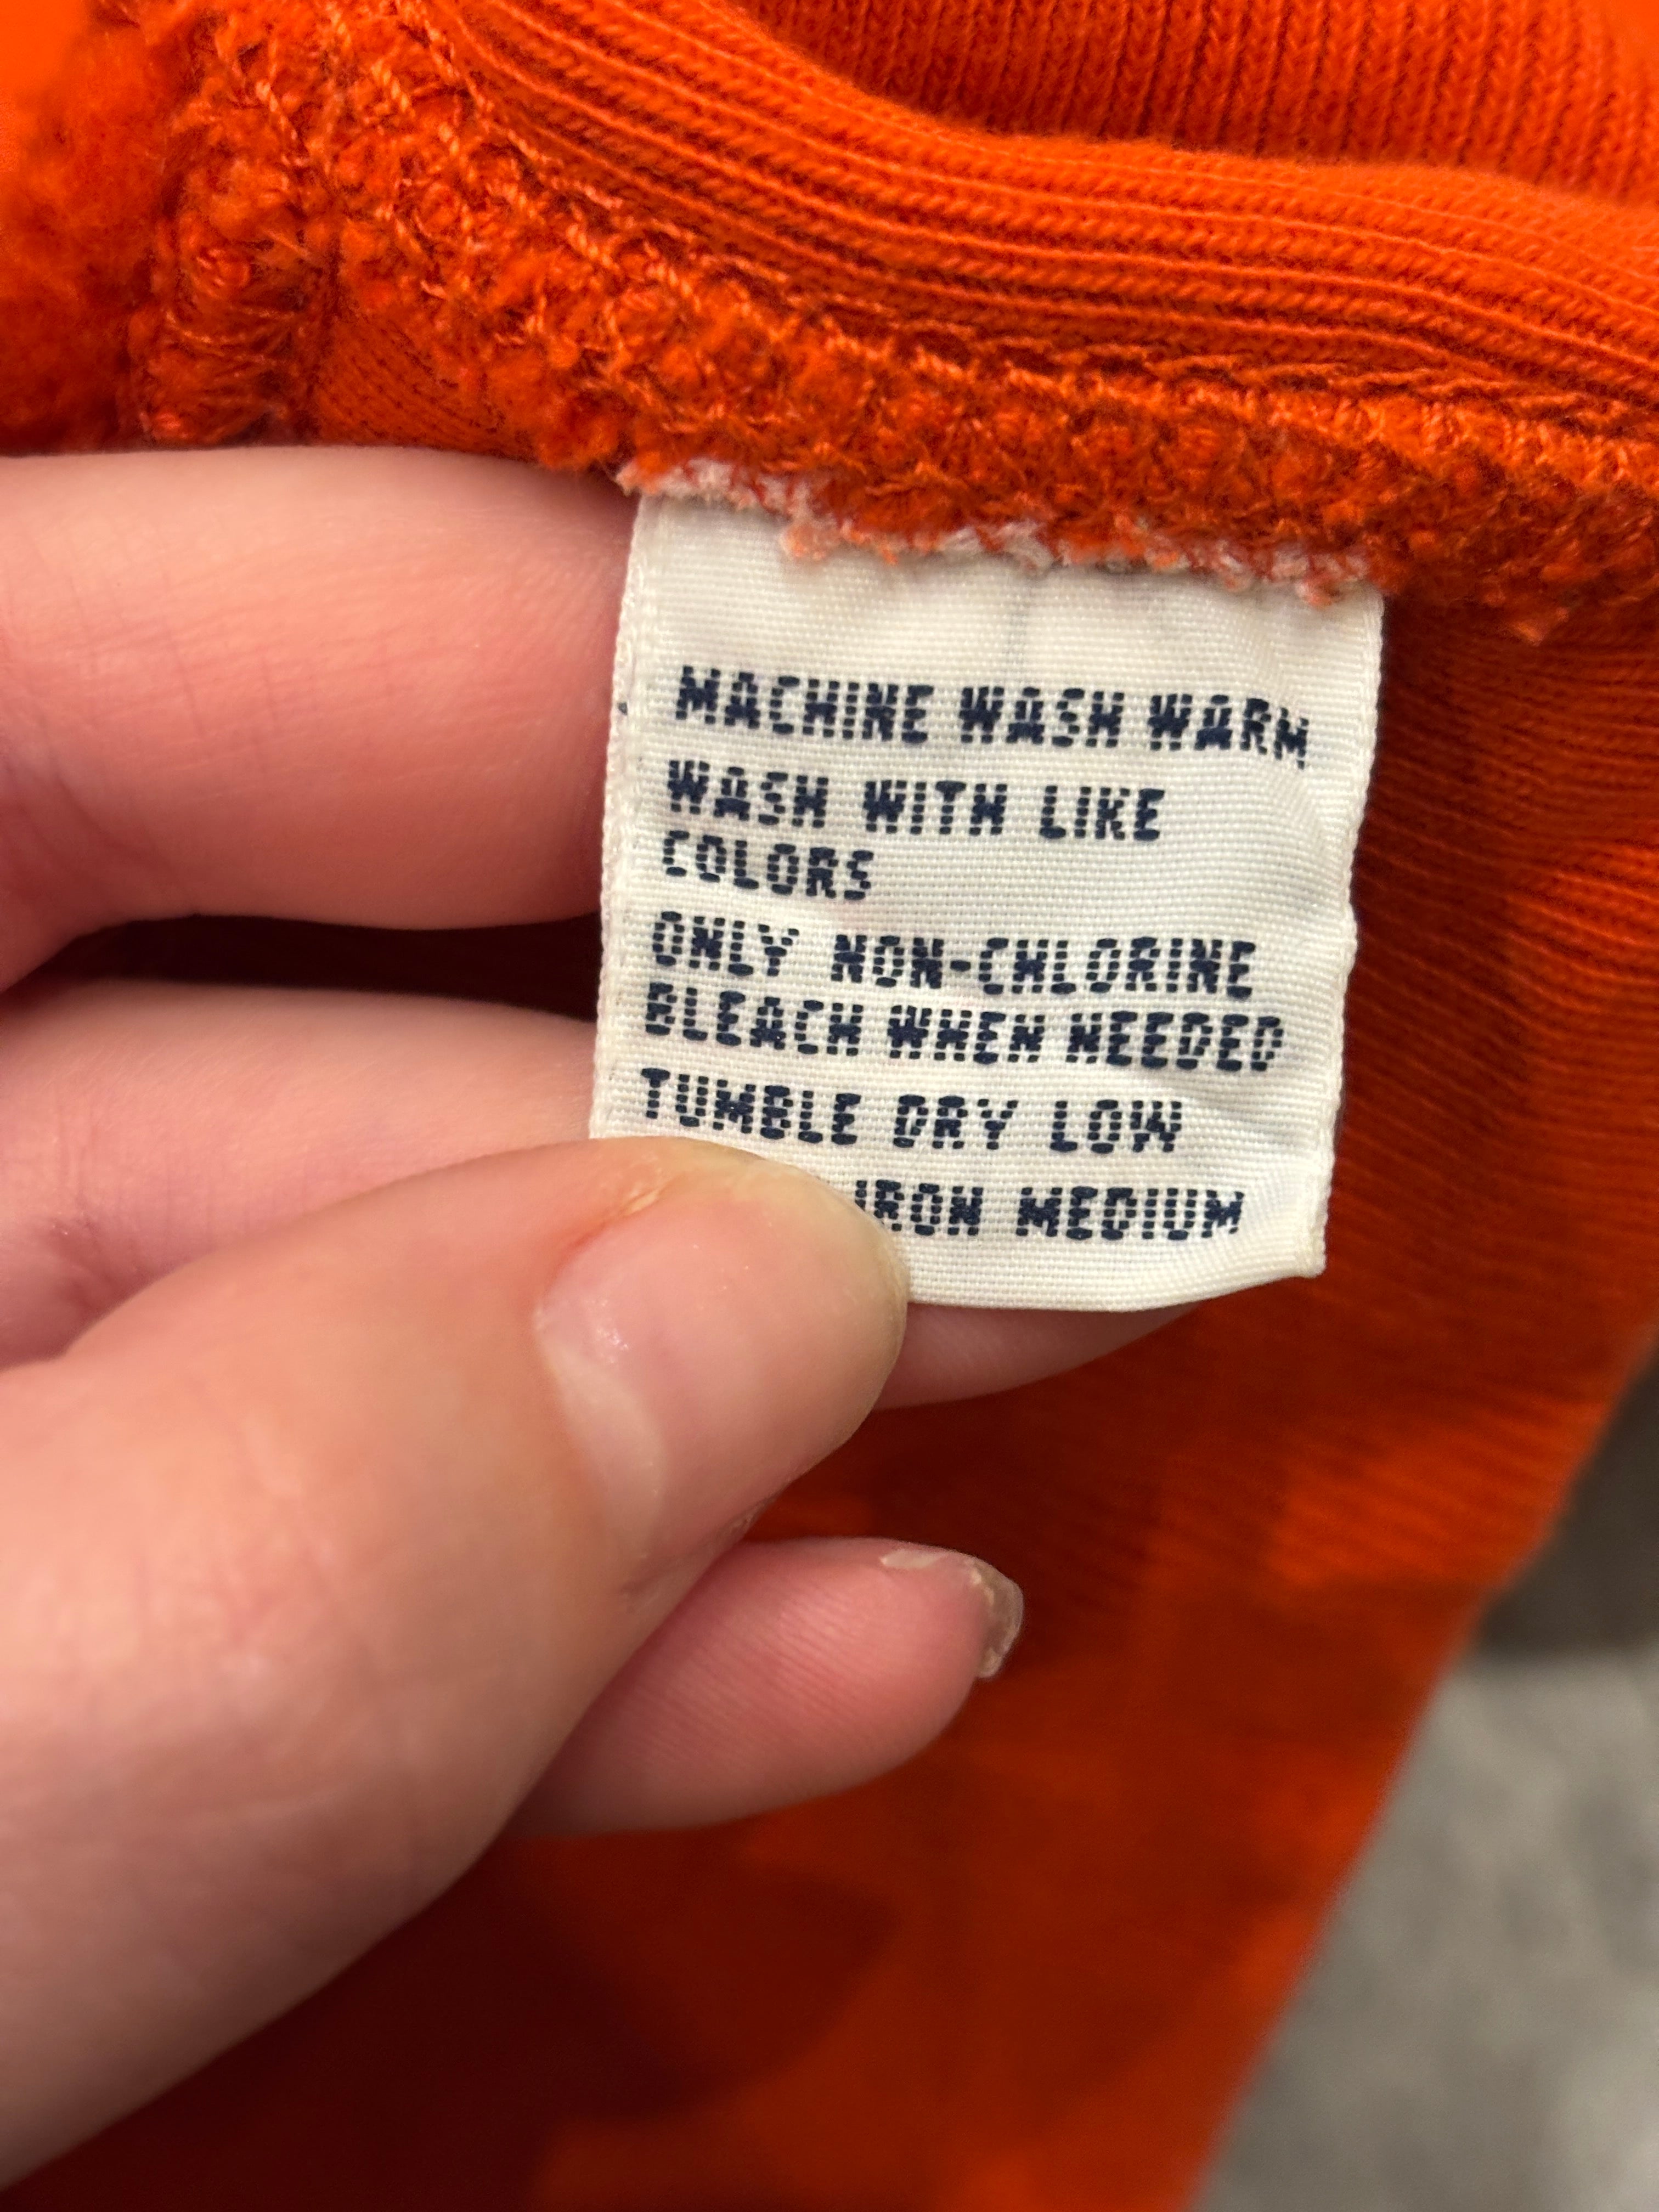 MACHINE WASH WARM
WASH WITH LIKE
COLORS
ONLY NON-CHLORINE
BLEACH WHEN NEEDED
TUMBLE DRY LOW
IRON MEDIUM